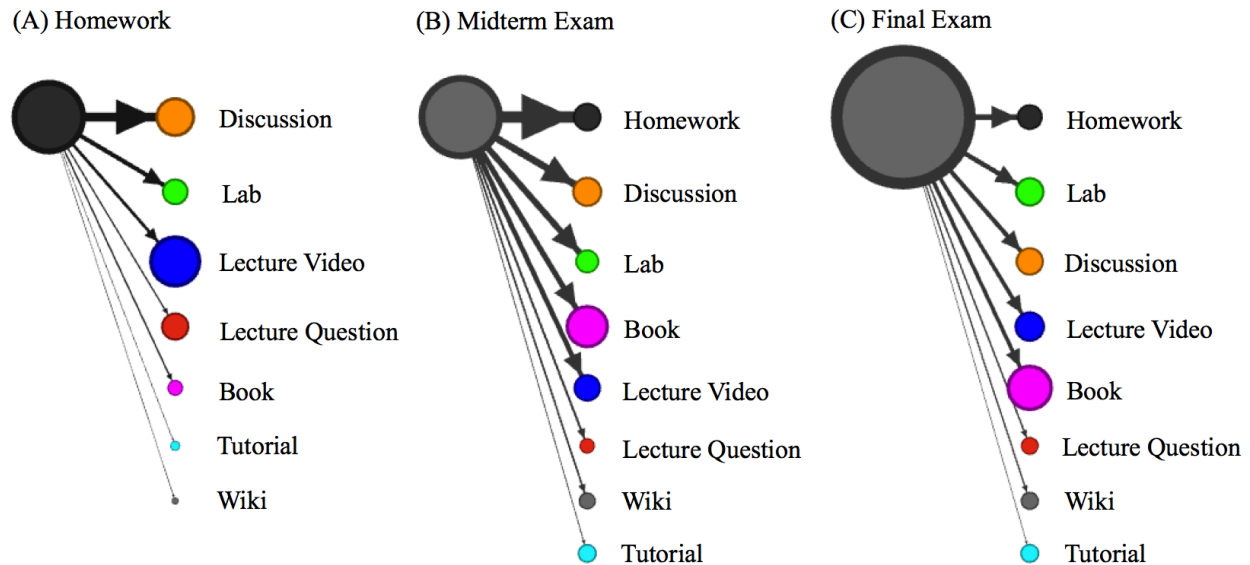 (A) Homework
Discussion
Lab
Lecture Video
Lecture Question
Book
Tutorial
Wiki
(B) Midterm Exam
Homework
Discussion
Lab
Book
Lecture Video
Lecture Question
Wiki
Tutorial
(C) Final Exam
Homework
Lab
Discussion
Lecture Video
Book
Lecture Question
Wiki
Tutorial